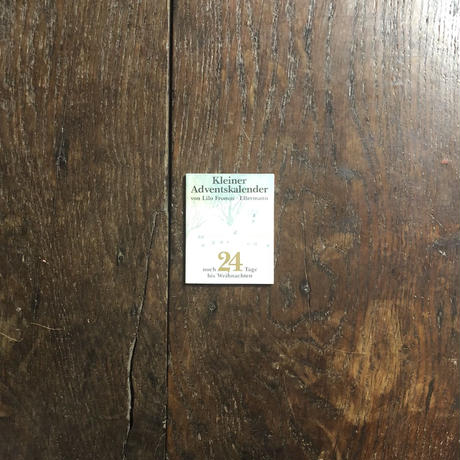 Kleiner
Adventskalender
von Lilo Fromm · Ellermann
noch 24 Tage
bis Weihnachten